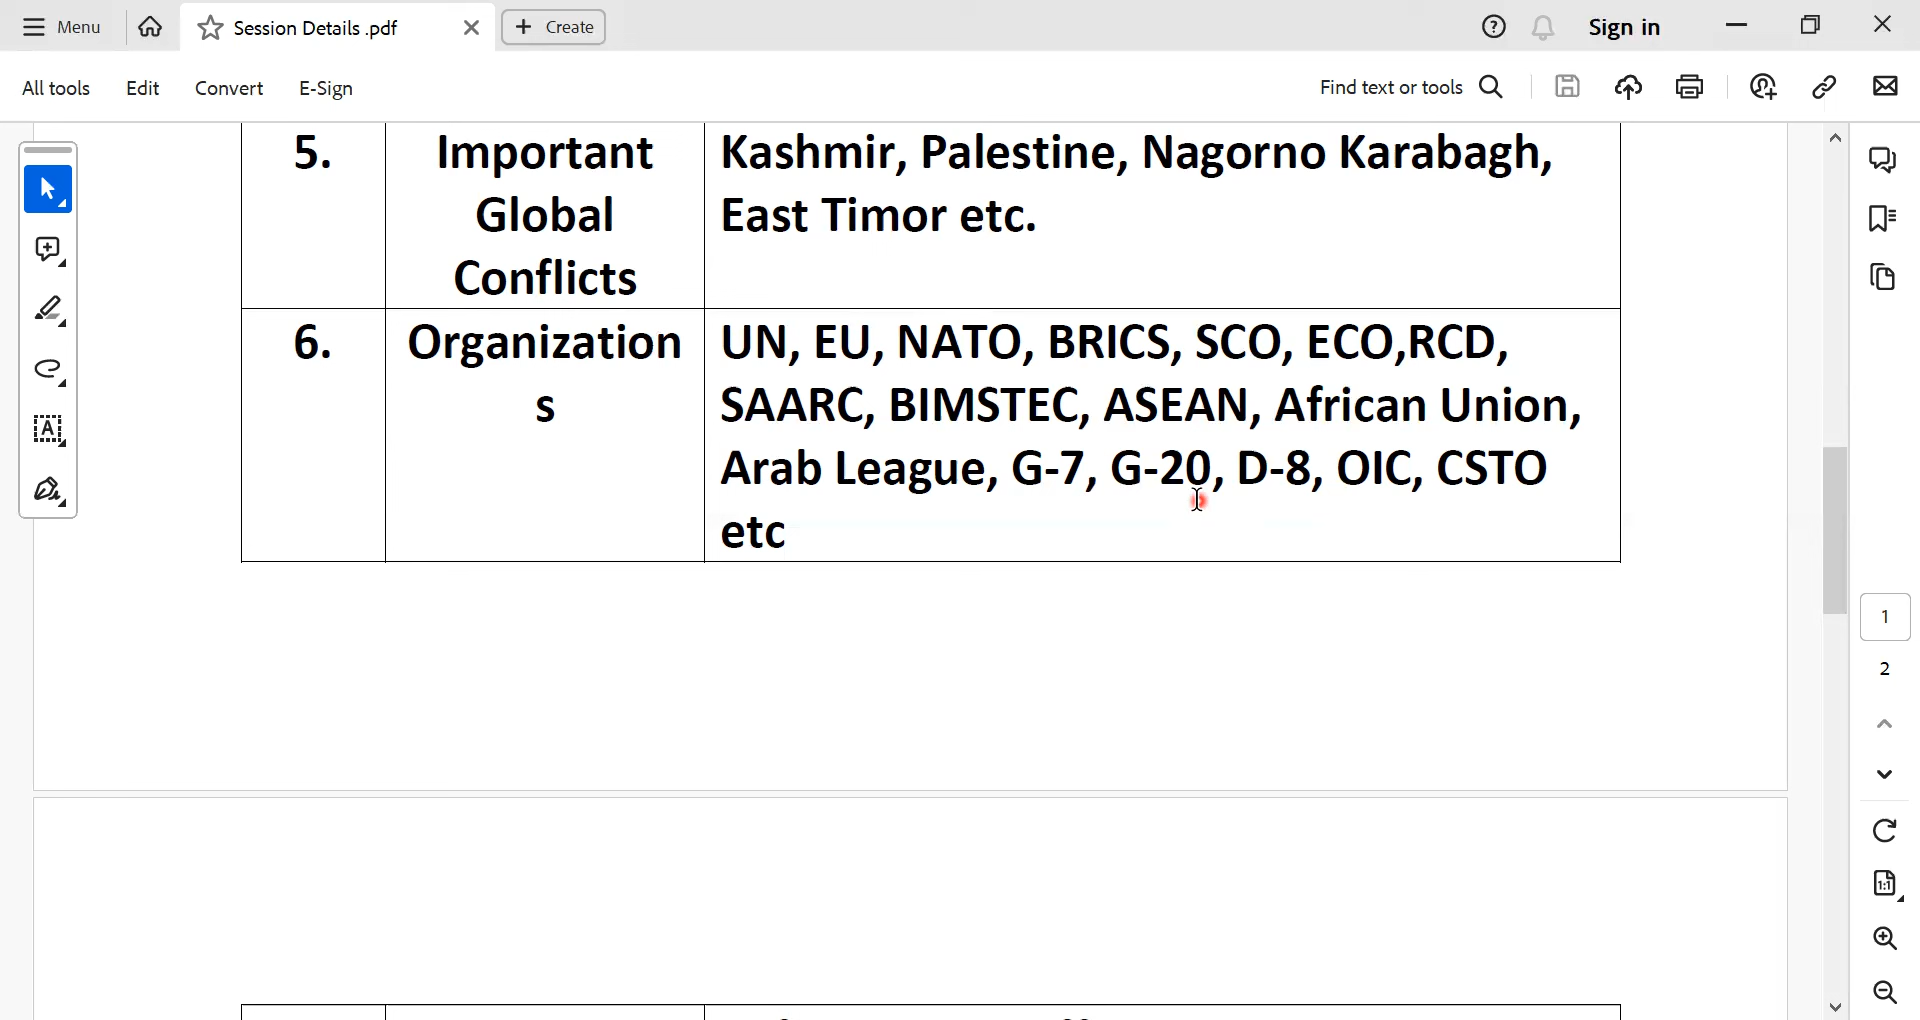 Menu
Session Details .pdf
Create
Sign in
All tools
Edit
Convert
E-Sign
Find text or tools
5.
Important
Global
Conflicts
Kashmir, Palestine, Nagorno Karabagh,
East Timor etc.
6.
Organization
s
UN, EU, NATO, BRICS, SCO, ECO,RCD,
SAARC, BIMSTEC, ASEAN, African Union,
Arab League, G-7, G-20, D-8, OIC, CSTO
etc
1
2